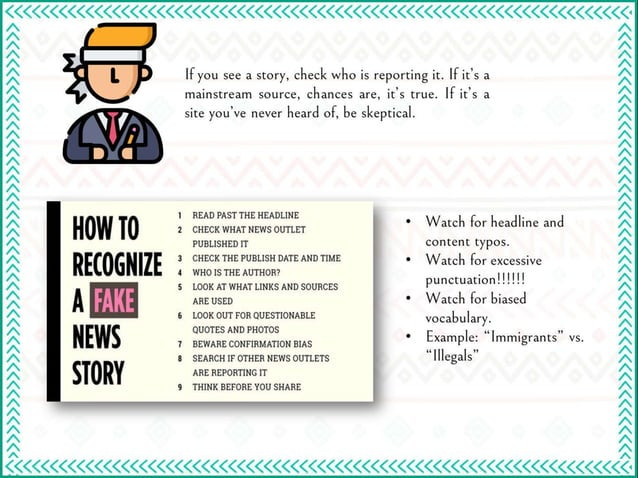 If you see a story, check who is reporting it. If it's a
mainstream source, chances are, it's true. If it's a
site you've never heard of, be skeptical.
HOW TO
RECOGNIZE
A FAKE
NEWS
STORY
1 READ PAST THE HEADLINE
2 CHECK WHAT NEWS OUTLET
PUBLISHED IT
3 CHECK THE PUBLISH DATE AND TIME
4 WHO IS THE AUTHOR?
5 LOOK AT WHAT LINKS AND SOURCES
ARE USED
6 LOOK OUT FOR QUESTIONABLE
QUOTES AND PHOTOS
7 BEWARE CONFIRMATION BIAS
8 SEARCH IF OTHER NEWS OUTLETS
ARE REPORTING IT
9 THINK BEFORE YOU SHARE
• Watch for headline and
content typos.
• Watch for excessive
punctuation!!!!!!
• Watch for biased
vocabulary.
• Example: “Immigrants” vs.
“Illegals”